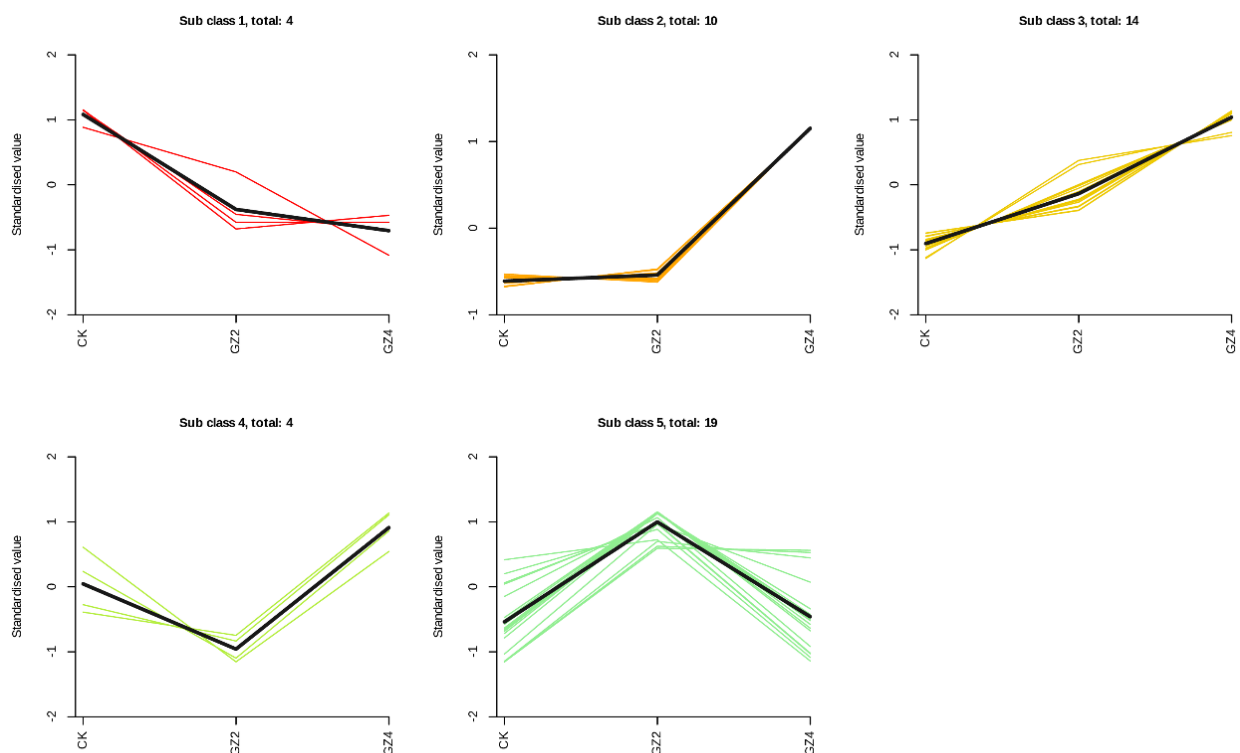 Sub class 1, total: 4
Standardised value
2
1
0
-1
-2
CK
GZ2
GZ4
Sub class 2, total: 10
Standardised value
2
1
0
-1
CK
GZ2
GZ4
Sub class 3, total: 14
Standardised value
2
1
0
-1
-2
CK
GZ2
GZ4
Sub class 4, total: 4
Standardised value
2
1
0
-1
-2
CK
GZ2
GZ4
Sub class 5, total: 19
Standardised value
2
1
0
-1
-2
CK
GZ2
GZ4